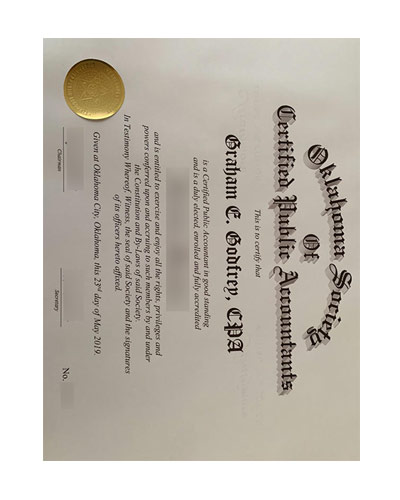 Oklahoma Society
Of
Certified Public Accountants
This is to certify that
Graham E. Godfrey, CPA
is a Certified Public Accountant in good standing
and is a duly elected, enrolled and fully accredited
and is entitled to exercise and enjoy all the rights, privileges and
powers conferred upon and accruing to such members by and under
the Constitution and By-Laws of said Society.
In Testimony Whereof, Witness, the seal of said Society and the signatures
of its officers hereto affixed.
Given at Oklahoma City, Oklahoma, this 23rd day of May 2019.
Chairman
Secretary
No.